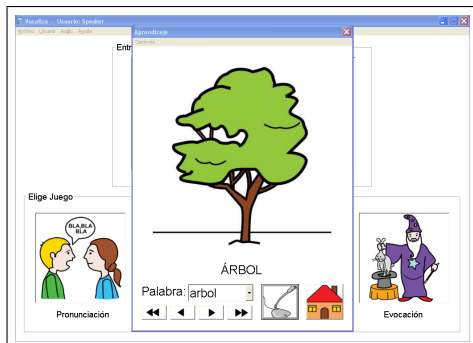 Vocaliza - Usuario: Speaker
Archivo Usuario Juego Ayuda
Aprendizaje
Opciones
Entr
Elige Juego
BLA,BLA
BLA
ÁRBOL
Palabra: arbol
Pronunciación
Evocación